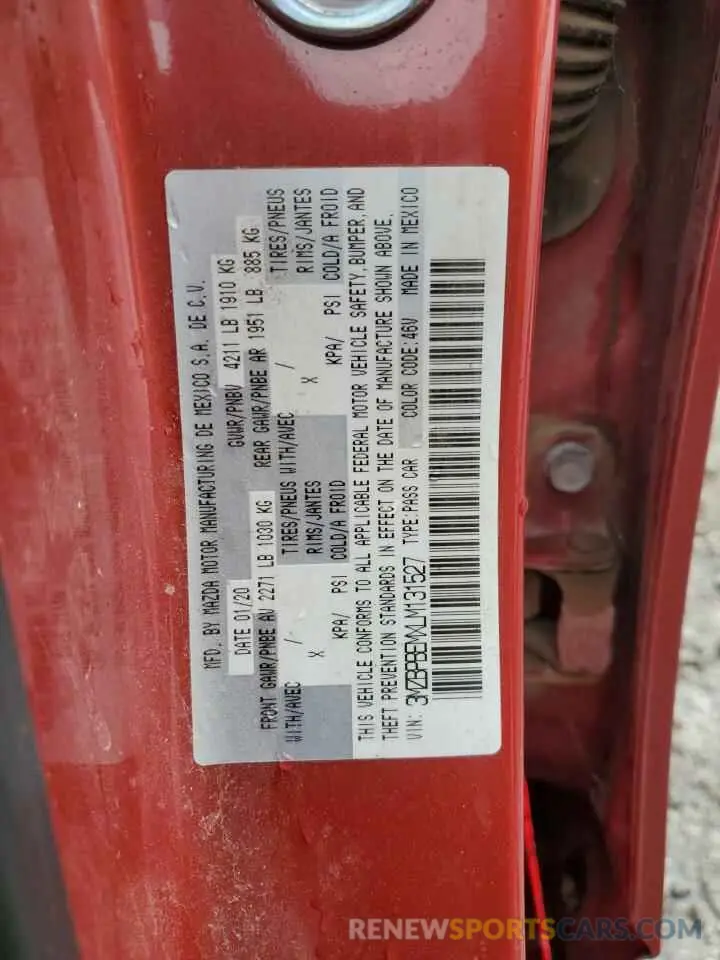 MFD. BY MAZDA MOTOR MANUFACTURING DE MEXICO S.A. DE C.V.
DATE 01/20 GVWR/PNBV 4211 LB 1910 KG
FRONT GAWR/PNBE AV 2271 LB 1030 KG REAR GAWR/PNBE AR 1951 LB 885 KG
WITH/AVEC / TIRES/PNEUS WITH/AVEC / TIRES/PNEUS
X RIMS/JANTES X RIMS/JANTES
KPA/ PSI COLD/A FROID KPA/ PSI COLD/A FROID
THIS VEHICLE CONFORMS TO ALL APPLICABLE FEDERAL MOTOR VEHICLE SAFETY, BUMPER, AND
THEFT PREVENTION STANDARDS IN EFFECT ON THE DATE OF MANUFACTURE SHOWN ABOVE.
VIN: 3MZBPBEMXLM131527 TYPE:PASS CAR COLOR CODE:46V MADE IN MEXICO
RENEWSPORTSCARS.COM